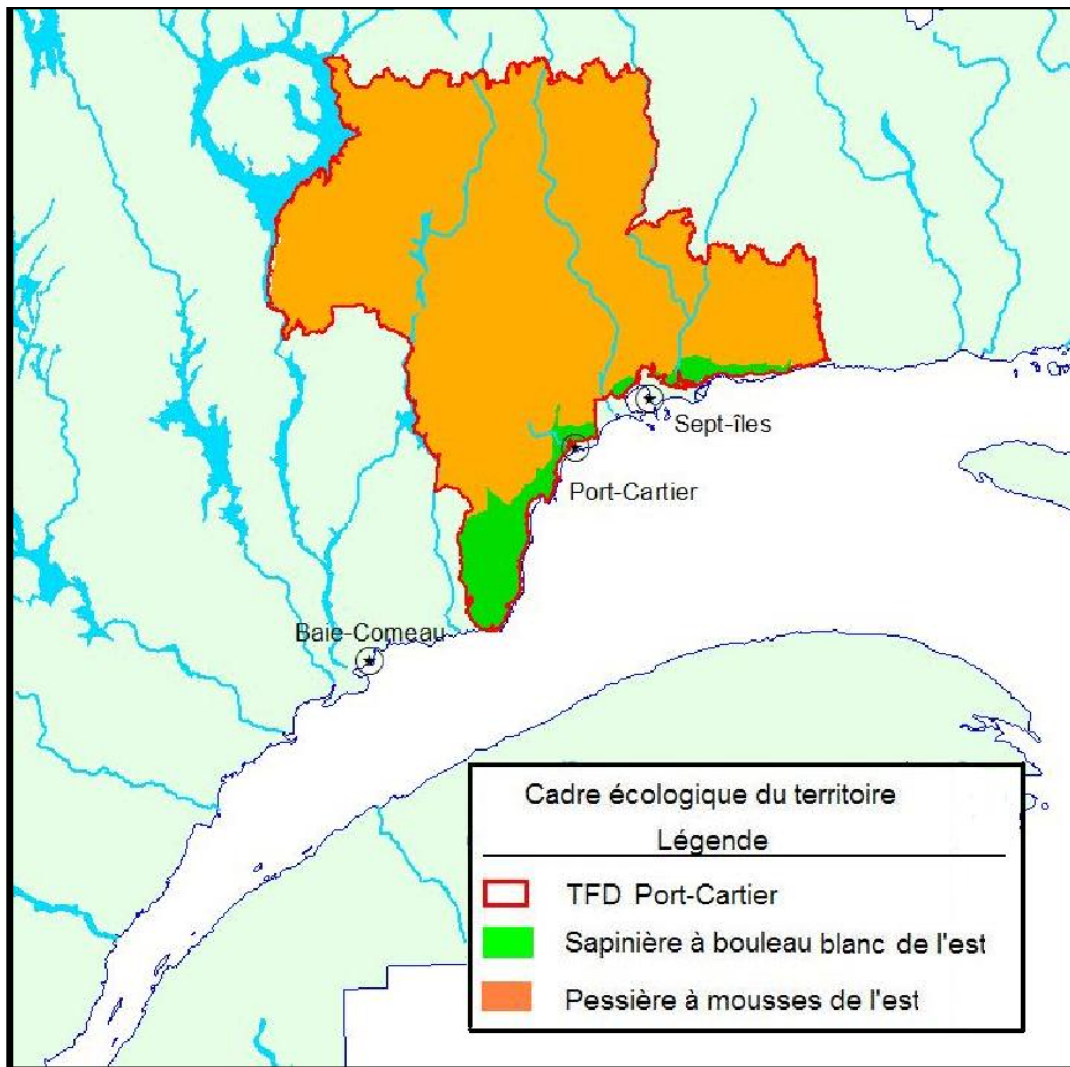 Sept-îles
Port-Cartier
Baie-Comeau
Cadre écologique du territoire
Légende
TFD Port-Cartier
Sapinière à bouleau blanc de l'est
Pessière à mousses de l'est